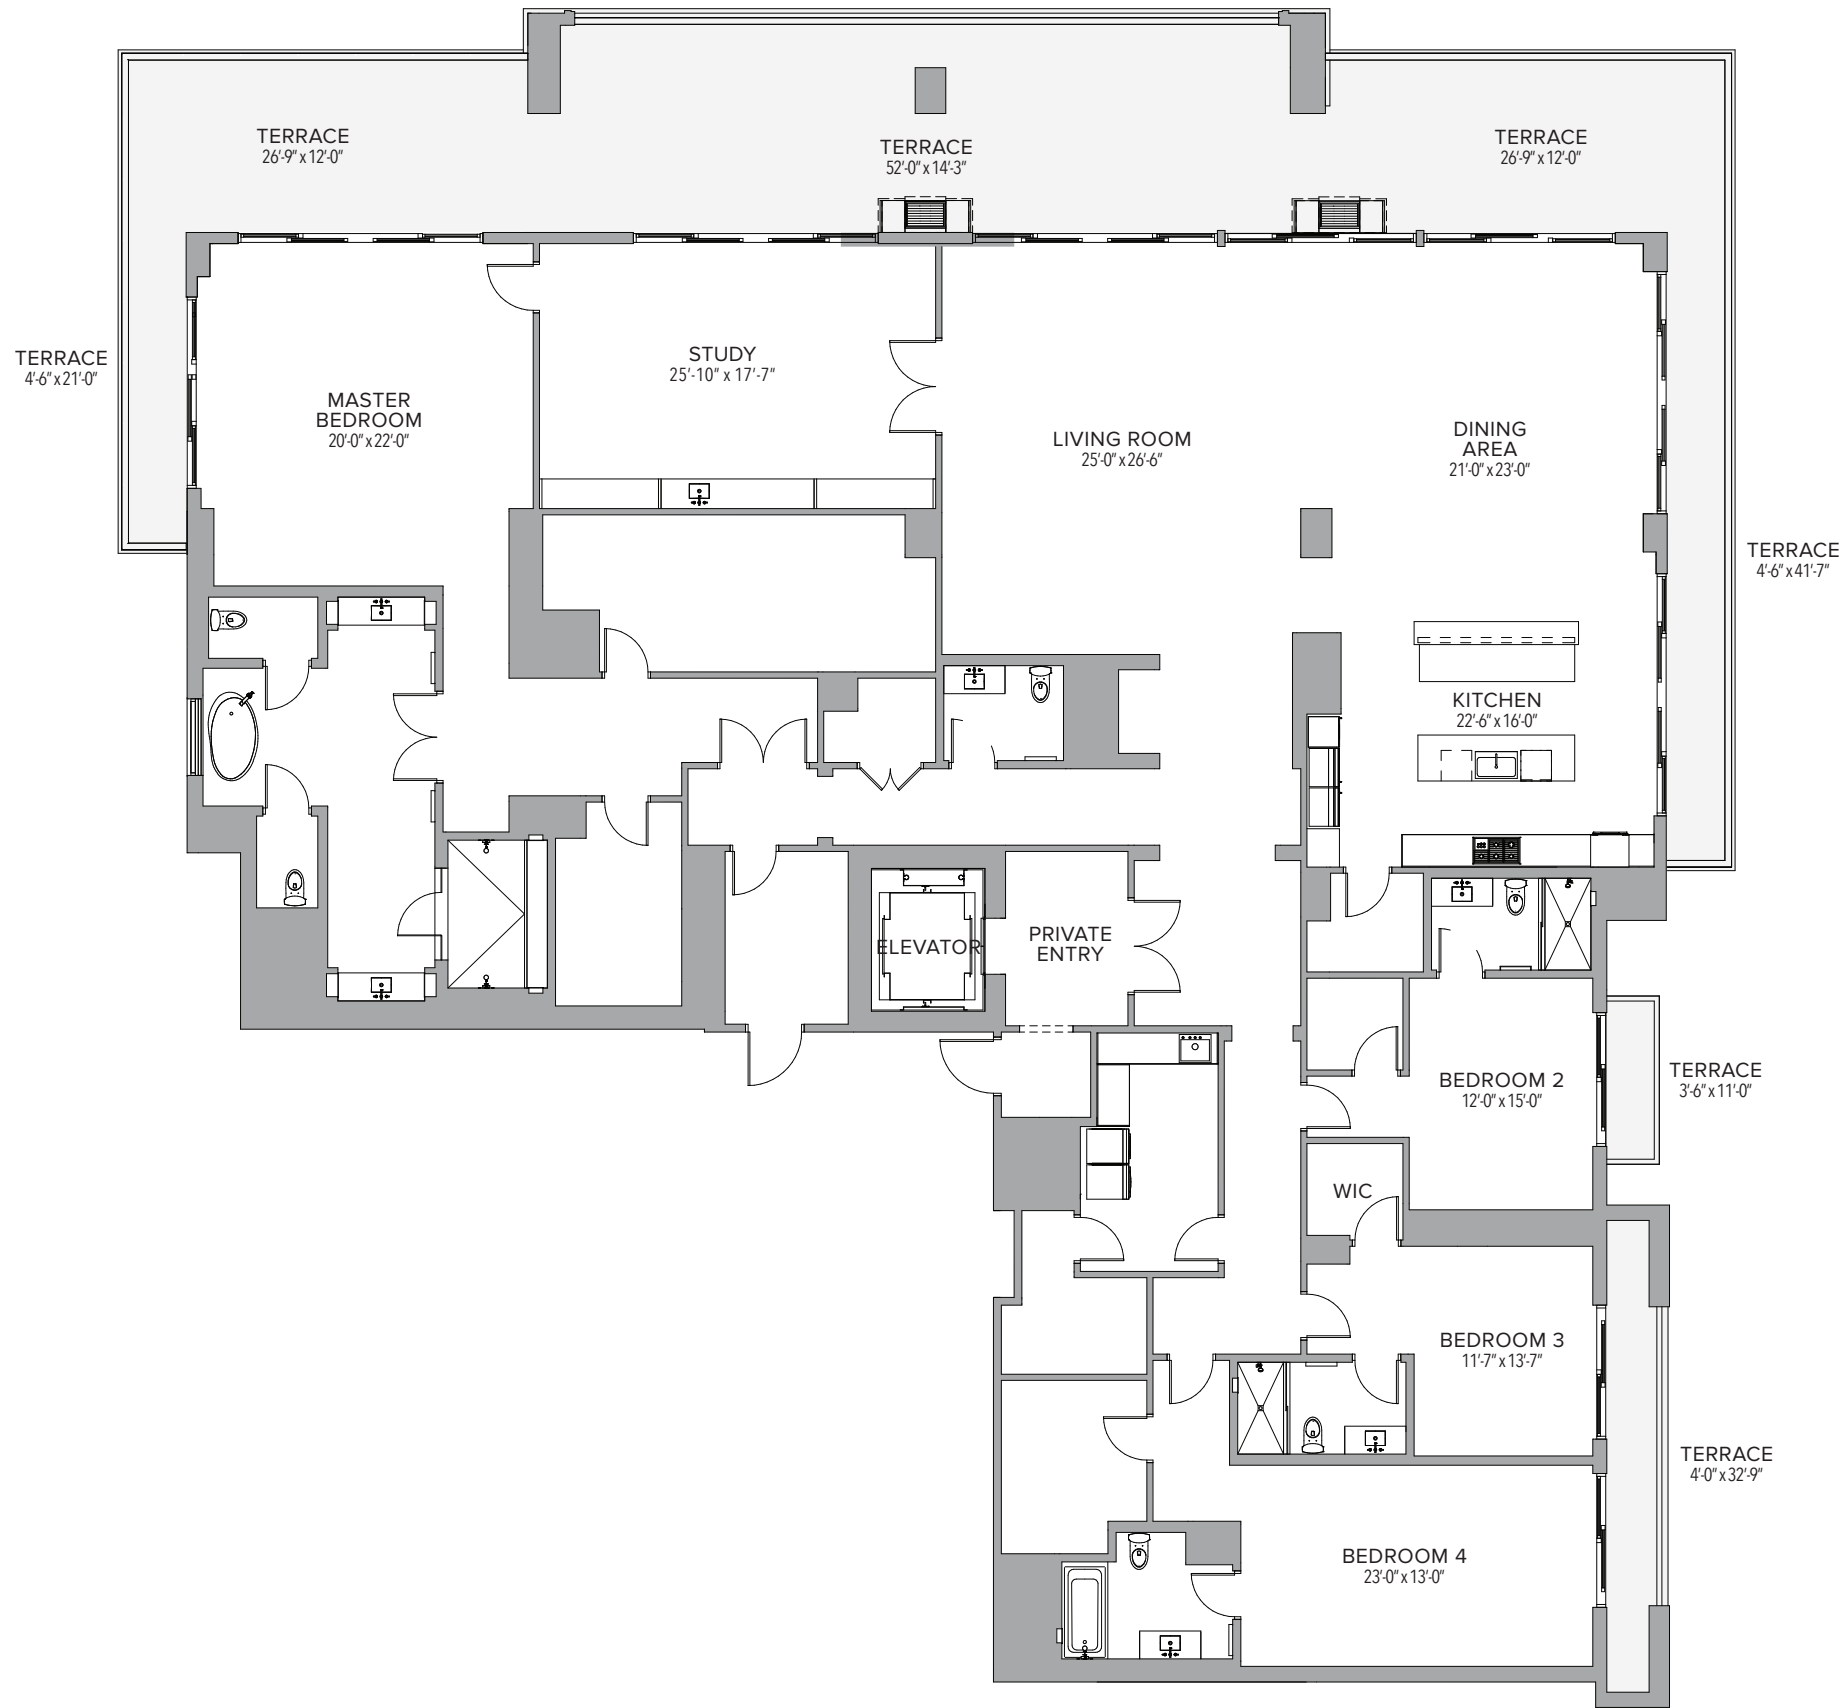 TERRACE
26'-9" x 12'-0"
TERRACE
52'-0" x 14'-3"
TERRACE
26'-9" x 12'-0"
TERRACE
4'-6" x 21'-0"
STUDY
25'-10" x 17'-7"
MASTER
BEDROOM
20'-0" x 22'-0"
LIVING ROOM
25'-0" x 26'-6"
DINING
AREA
21'-0" x 23'-0"
TERRACE
4'-6" x 41'-7"
KITCHEN
22'-6" x 16'-0"
ELEVATOR
PRIVATE
ENTRY
BEDROOM 2
12'-0" x 15'-0"
TERRACE
3'-6" x 11'-0"
WIC
BEDROOM 3
11'-7" x 13'-7"
TERRACE
4'-0" x 32'-9"
BEDROOM 4
23'-0" x 13'-0"